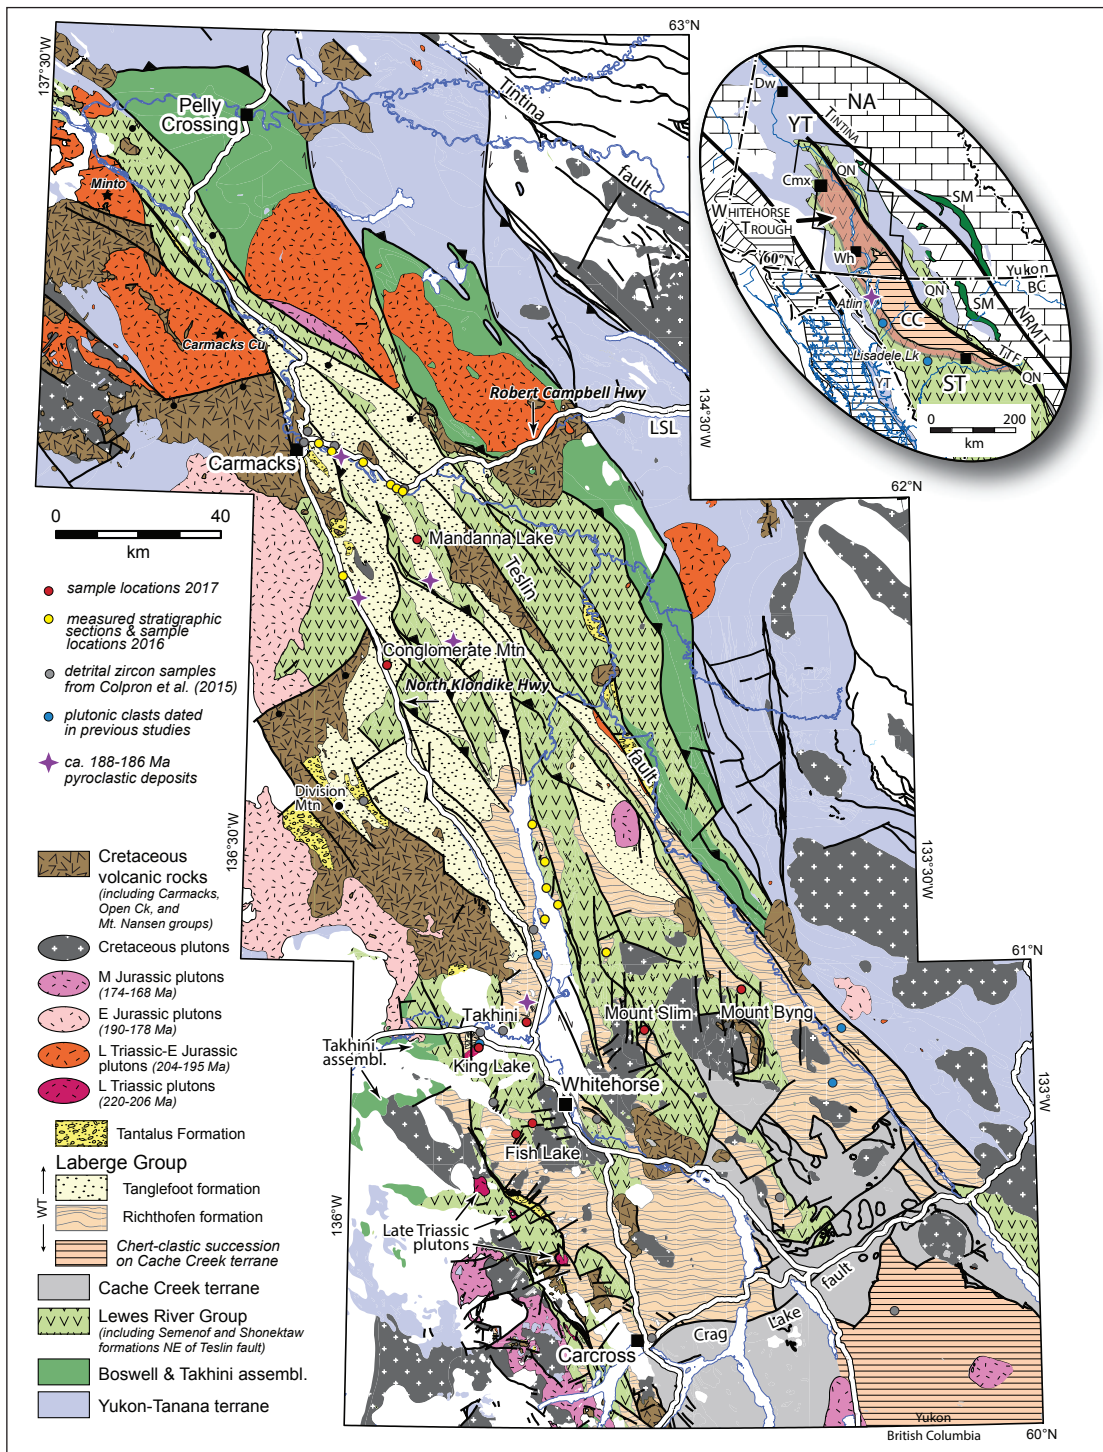 63°N
137°30'W
Pelly
Crossing
Tintina
fault
Minto
Carmacks Cu
Robert Campbell Hwy
LSL
134°30'W
Carmacks
62°N
0 40
km
Mandanna Lake
Teslin
fault
Conglomerate Mtn
North Klondike Hwy
Division
Mtn
136°30'W
133°30'W
61°N
Takhini
Takhini
assembl.
King Lake
Mount Slim
Mount Byng
Whitehorse
133°W
Fish Lake
136°W
Late Triassic
plutons
Crag
Lake
fault
Carcross
Yukon
British Columbia
60°N
sample locations 2017
measured stratigraphic
sections & sample
locations 2016
detrital zircon samples
from Colpron et al. (2015)
plutonic clasts dated
in previous studies
ca. 188-186 Ma
pyroclastic deposits
Cretaceous
volcanic rocks
(including Carmacks,
Open Ck, and
Mt. Nansen groups)
Cretaceous plutons
M Jurassic plutons
(174-168 Ma)
E Jurassic plutons
(190-178 Ma)
L Triassic-E Jurassic
plutons (204-195 Ma)
L Triassic plutons
(220-206 Ma)
Tantalus Formation
Laberge Group
WT
Tanglefoot formation
Richthofen formation
Chert-clastic succession
on Cache Creek terrane
Cache Creek terrane
Lewes River Group
(including Semenof and Shonektaw
formations NE of Teslin fault)
Boswell & Takhini assembl.
Yukon-Tanana terrane
Dw
NA
YT
TINTINA
QN
Cmx
SM
WHITEHORSE
TROUGH
Wh
60°N
Yukon
BC
QN
SM
Atlin
CC
NRMT
Lisadele Lk
TTF
YT
ST
QN
0 200
km